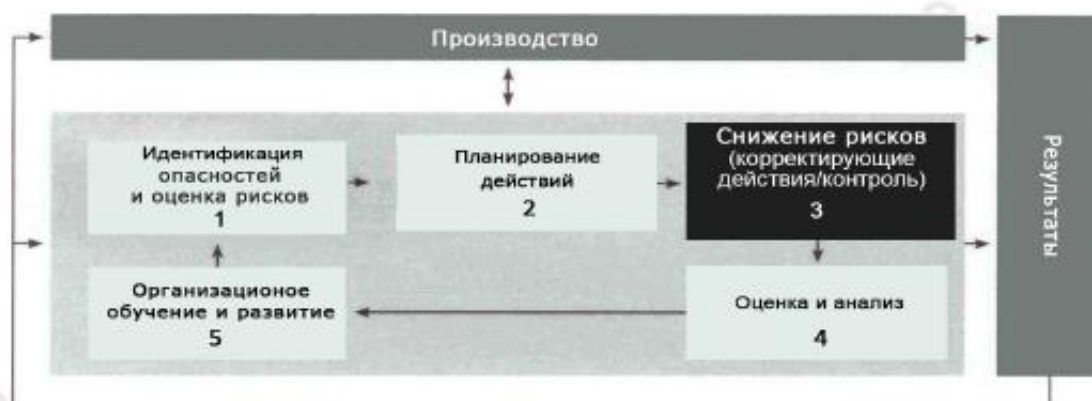 Производство
Идентификация
опасностей
и оценка рисков
1
Планирование
действий
2
Снижение рисков
(корректирующие
действия/контроль)
3
Организационое
обучение и развитие
5
Оценка и анализ
4
Результаты